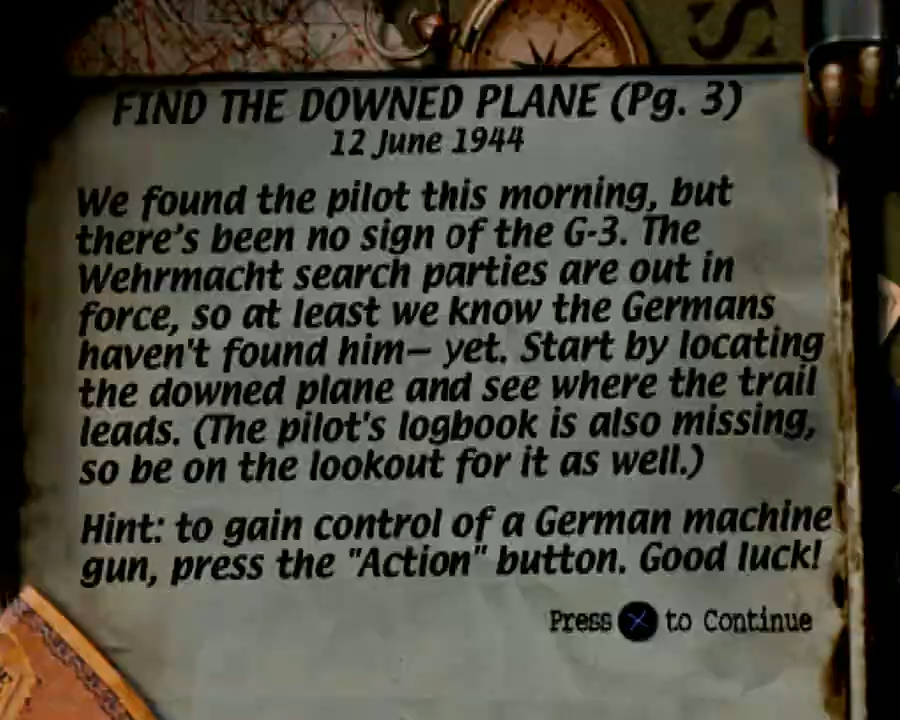 FIND THE DOWNED PLANE (Pg. 3)
12 June 1944
We found the pilot this morning, but
there's been no sign of the G-3. The
Wehrmacht search parties are out in
force, so at least we know the Germans
haven't found him— yet. Start by locating
the downed plane and see where the trail
leads. (The pilot's logbook is also missing,
so be on the lookout for it as well.)
Hint: to gain control of a German machine
gun, press the "Action" button. Good luck!
Press X to Continue